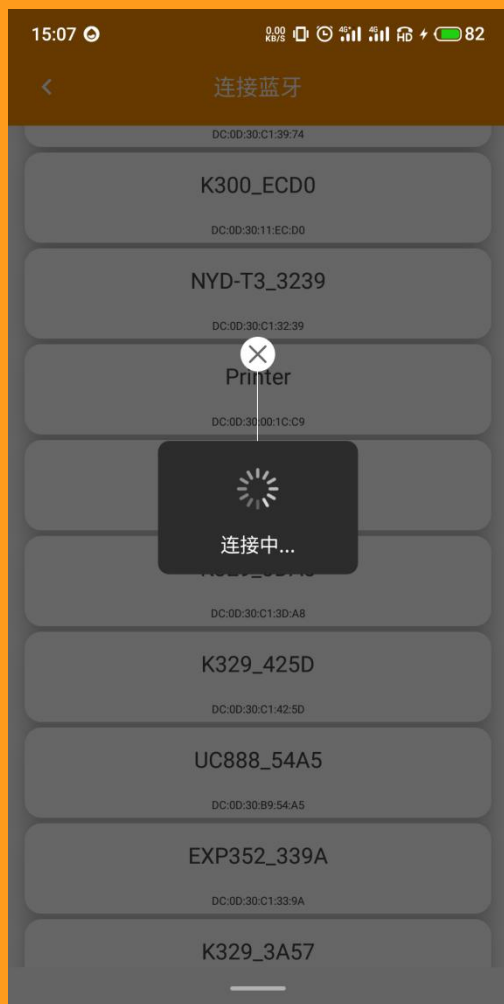 15:07
0.00 KB/S 4G 4G HD 82
连接蓝牙
DC:0D:30:C1:39:74
K300_ECD0
DC:0D:30:11:EC:D0
NYD-T3_3239
DC:0D:30:C1:32:39
Printer
DC:0D:30:00:1C:C9
连接中...
DC:0D:30:C1:3D:A8
K329_425D
DC:0D:30:C1:42:5D
UC888_54A5
DC:0D:30:B9:54:A5
EXP352_339A
DC:0D:30:C1:33:9A
K329_3A57